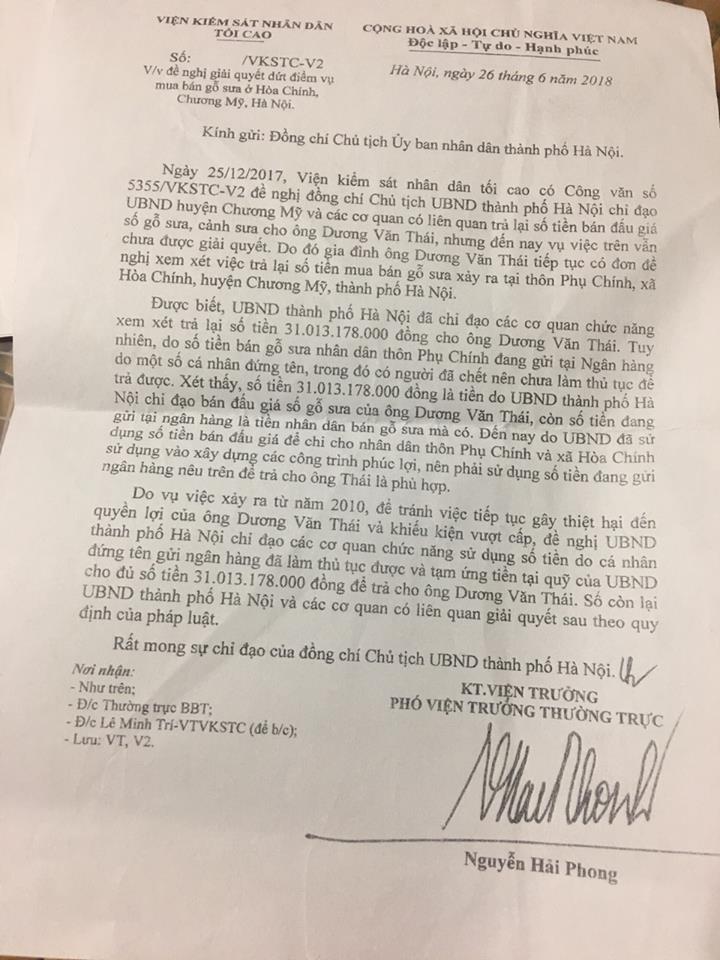 VIỆN KIỂM SÁT NHÂN DÂN
TỐI CAO
CỘNG HOÀ XÃ HỘI CHỦ NGHĨA VIỆT NAM
Độc lập - Tự do - Hạnh phúc
Số: /VKSTC-V2
V/v đề nghị giải quyết dứt điểm vụ
mua bán gỗ sưa ở Hòa Chính,
Chương Mỹ, Hà Nội.
Hà Nội, ngày 26 tháng 6 năm 2018
Kính gửi: Đồng chí Chủ tịch Ủy ban nhân dân thành phố Hà Nội.
Ngày 25/12/2017, Viện kiểm sát nhân dân tối cao có Công văn số
5355/VKSTC-V2 đề nghị đồng chí Chủ tịch UBND thành phố Hà Nội chỉ đạo
UBND huyện Chương Mỹ và các cơ quan có liên quan trả lại số tiền bán đấu giá
số gỗ sưa, cành sưa cho ông Dương Văn Thái, nhưng đến nay vụ việc trên vẫn
chưa được giải quyết. Do đó gia đình ông Dương Văn Thái tiếp tục có đơn đề
nghị xem xét việc trả lại số tiền mua bán gỗ sưa xảy ra tại thôn Phụ Chính, xã
Hòa Chính, huyện Chương Mỹ, thành phố Hà Nội.
Được biết, UBND thành phố Hà Nội đã chỉ đạo các cơ quan chức năng
xem xét trả lại số tiền 31.013.178.000 đồng cho ông Dương Văn Thái. Tuy
nhiên, do số tiền bán gỗ sưa nhân dân thôn Phụ Chính đang gửi tại Ngân hàng
do một số cá nhân đứng tên, trong đó có người đã chết nên chưa làm thủ tục để
trả được. Xét thấy, số tiền 31.013.178.000 đồng là tiền do UBND thành phố Hà
Nội chỉ đạo bán đấu giá số gỗ sưa của ông Dương Văn Thái, còn số tiền đang
gửi tại ngân hàng là tiền nhân dân bán gỗ sưa mà có. Đến nay do UBND đã sử
dụng số tiền bán đấu giá để chi cho nhân dân thôn Phụ Chính và xã Hòa Chính
sử dụng vào xây dựng các công trình phúc lợi, nên phải sử dụng số tiền đang gửi
ngân hàng nêu trên để trả cho ông Thái là phù hợp.
Do vụ việc xảy ra từ năm 2010, để tránh việc tiếp tục gây thiệt hại đến
quyền lợi của ông Dương Văn Thái và khiếu kiện vượt cấp, đề nghị UBND
thành phố Hà Nội chỉ đạo các cơ quan chức năng sử dụng số tiền do cá nhân
đứng tên gửi ngân hàng đã làm thủ tục được và tạm ứng tiền tại quỹ của UBND
cho đủ số tiền 31.013.178.000 đồng để trả cho ông Dương Văn Thái. Số còn lại
UBND thành phố Hà Nội và các cơ quan có liên quan giải quyết sau theo quy
định của pháp luật.
Rất mong sự chỉ đạo của đồng chí Chủ tịch UBND thành phố Hà Nội.
Nơi nhận:
- Như trên;
- Đ/c Thường trực BBT;
- Đ/c Lê Minh Trí-VTVKSTC (để b/c);
- Lưu: VT, V2.
KT.VIỆN TRƯỞNG
PHÓ VIỆN TRƯỞNG THƯỜNG TRỰC
Nguyễn Hải Phong